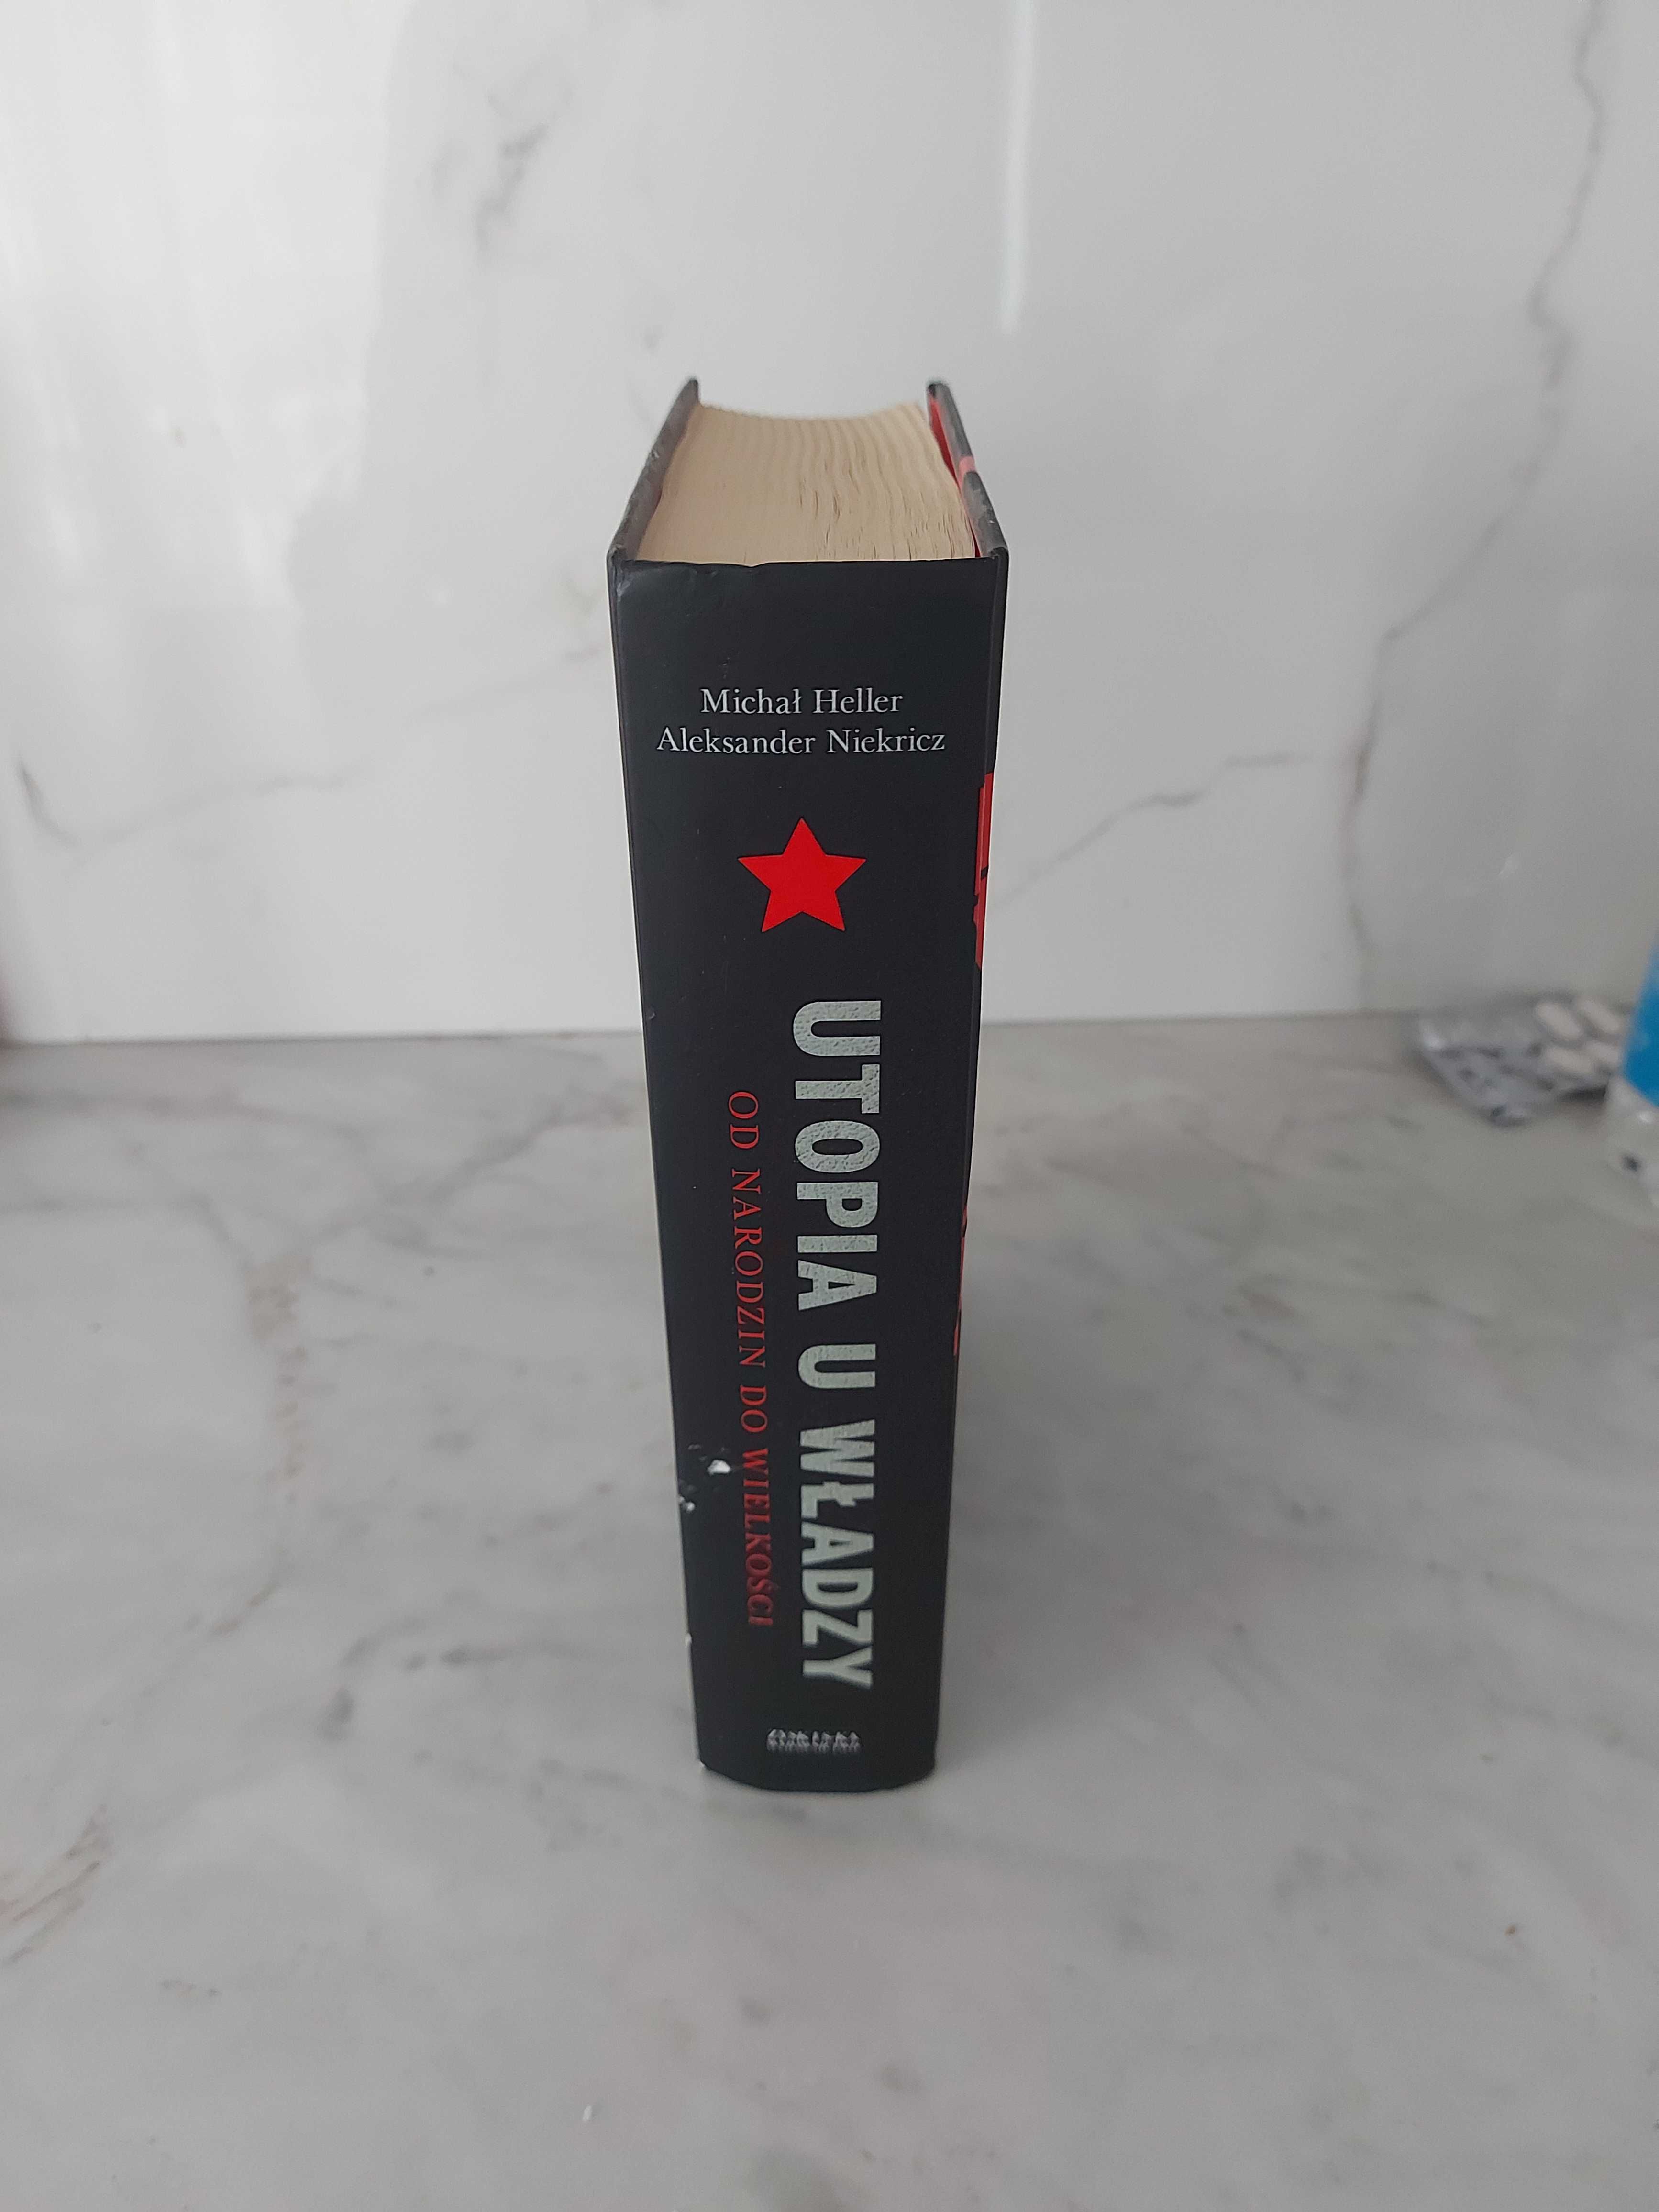 Michał Heller
Aleksander Niekricz
UTOPIA U WŁADZY
OD NARODZIN DO WIELKOŚCI